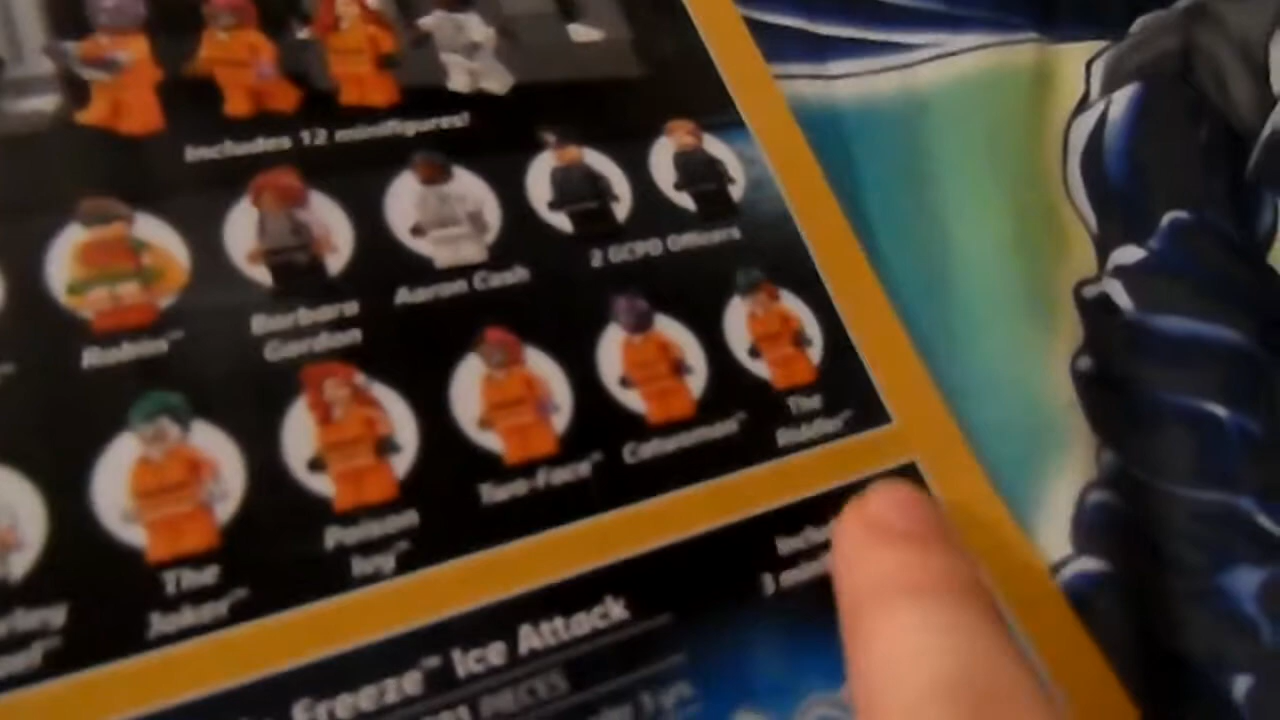 Includes 12 minifigures!
Robin™
Barbara
Gordon
Aaron Cash
2 GCPD Officers
The
Joker™
Poison
Ivy™
Two-Face™
Catwoman™
The
Riddler™
Freeze™ Ice Attack
PIECES